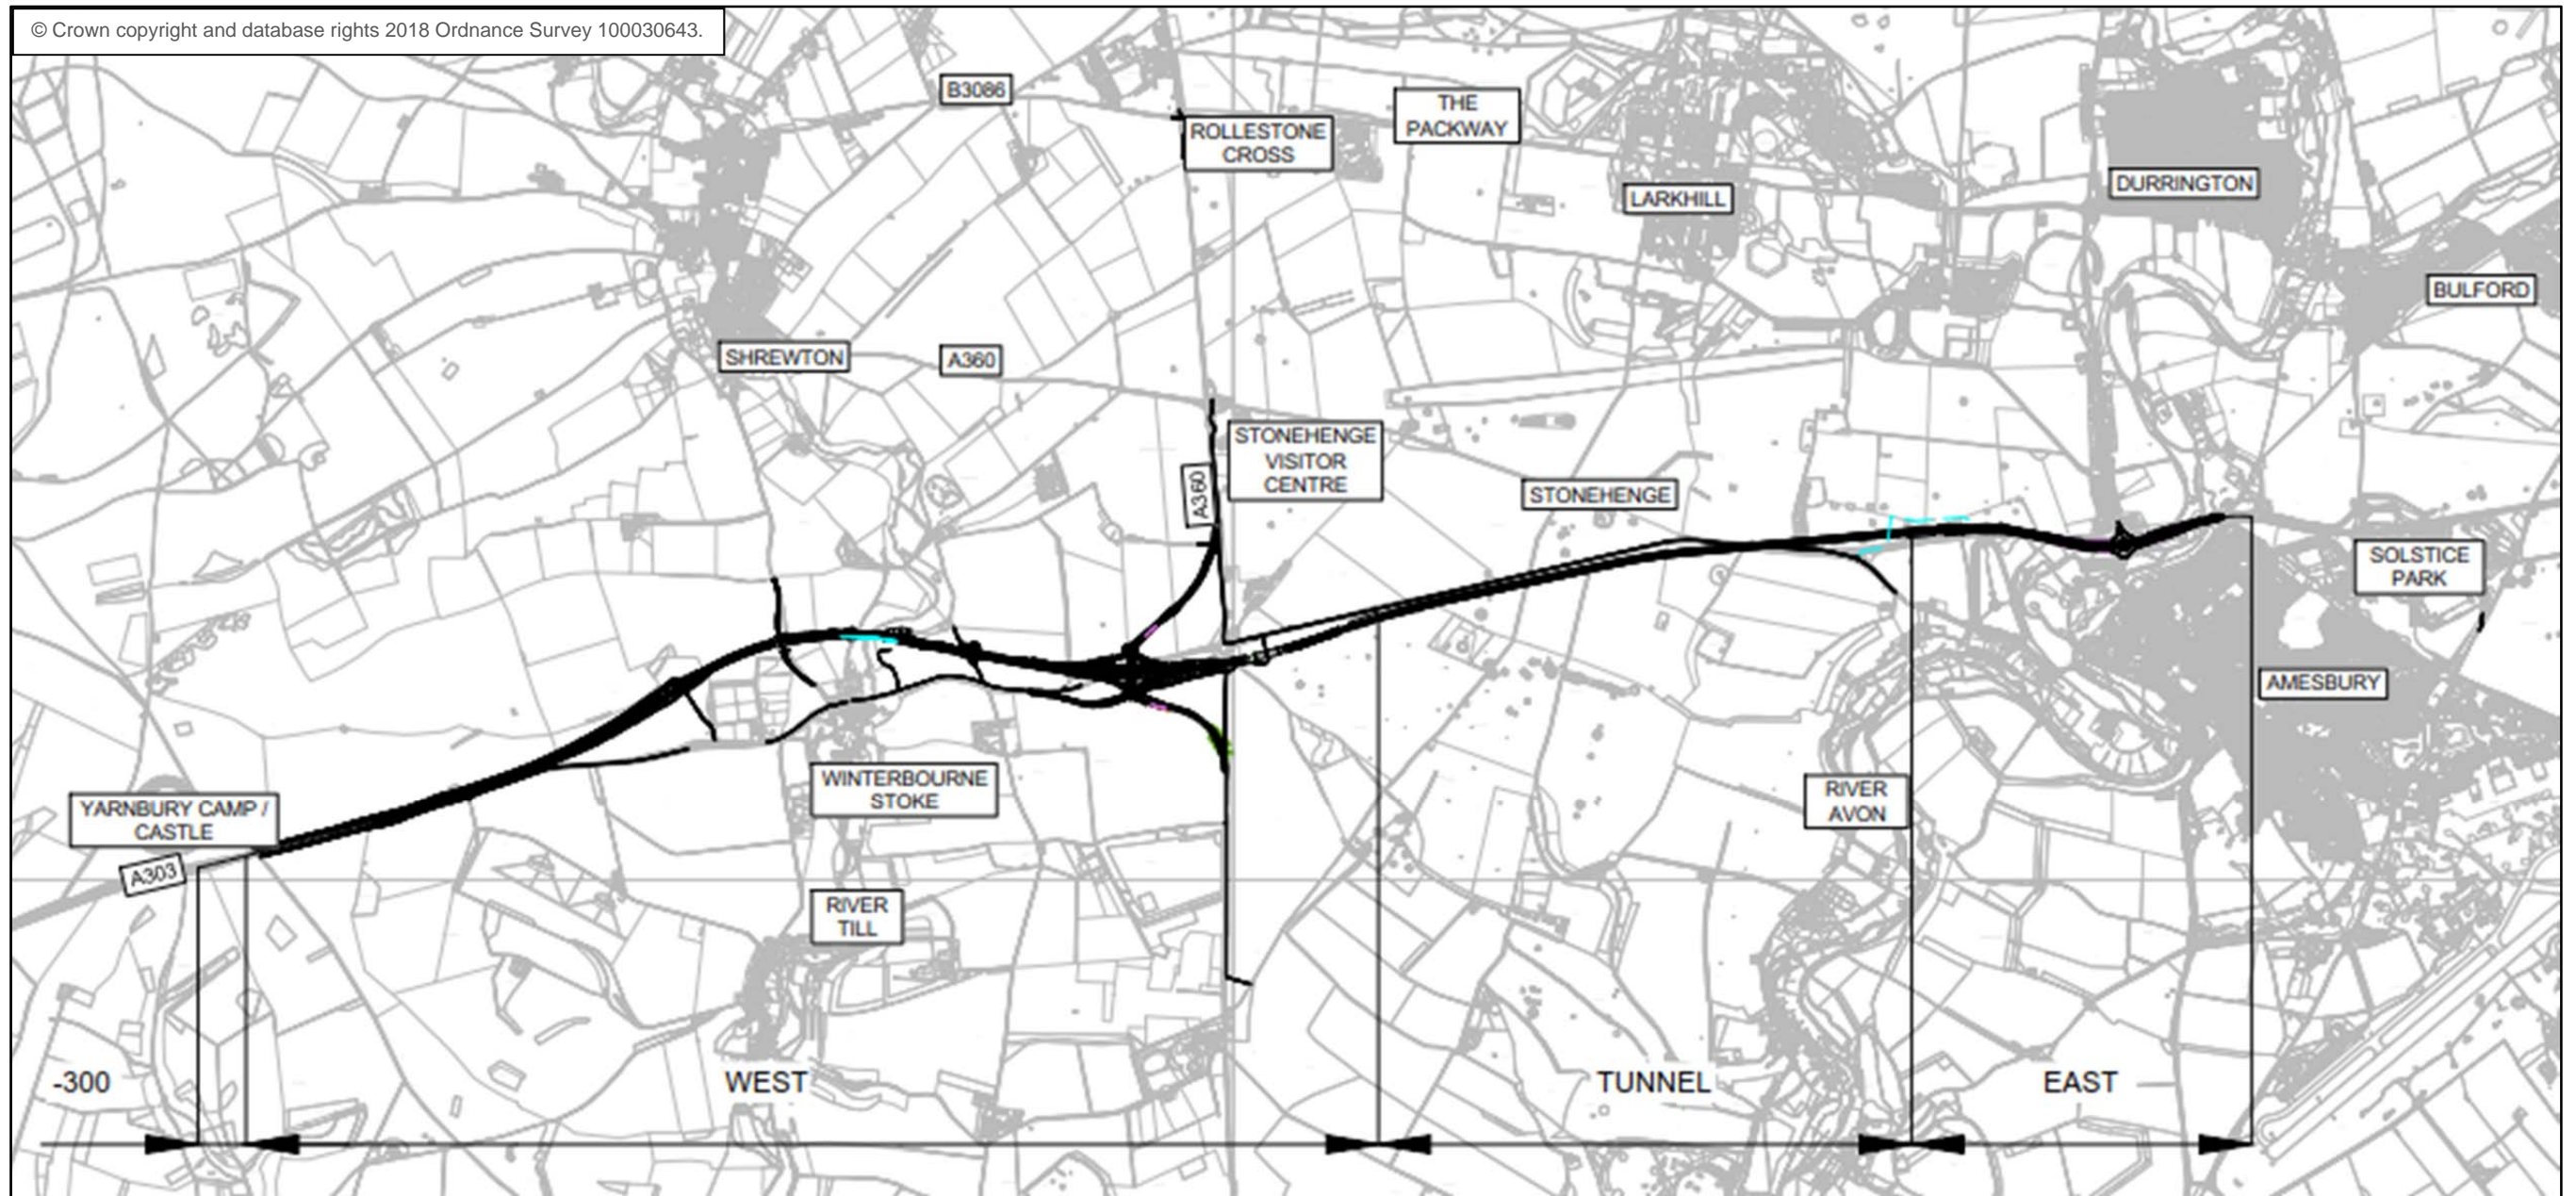 © Crown copyright and database rights 2018 Ordnance Survey 100030643.
B3086
THE
PACKWAY
ROLLESTONE
CROSS
LARKHILL
DURRINGTON
BULFORD
SHREWTON
A360
STONEHENGE
VISITOR
CENTRE
A360
STONEHENGE
SOLSTICE
PARK
AMESBURY
WINTERBOURNE
STOKE
RIVER
AVON
YARNBURY CAMP /
CASTLE
A303
RIVER
TILL
-300
WEST
TUNNEL
EAST